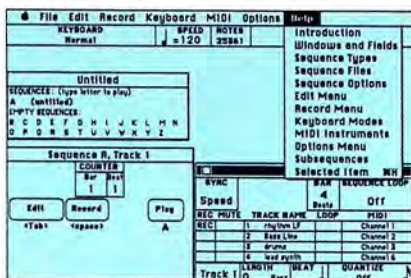 File Edit Record Keyboard MIDI Options Help
KEYBOARD
Normal
SPEED
=120
NOTES
23361
Introduction
Windows and Fields
Sequence Types
Sequence Files
Sequence Options
Edit Menu
Record Menu
Keyboard Modes
MIDI Instruments
Options Menu
Subsequences
Selected Item ⌘H
Untitled
SEQUENCES: (type letter to play)
A (untitled)
EMPTY SEQUENCES:
B C D E F G H I J K L M N
O P Q R S T U V W X Y Z
Sequence A, Track 1
COUNTER
Bar Beat
1 1
Edit Record Play
<Tab> <space> A
SYNC
Speed
BAR
4
Beats
SEQUENCE LOOP
Off
REC MUTE TRACK NAME LOOP MIDI
REC 1 rhythm LF Channel 1
2 Bass Line Channel 2
3 drums Channel 3
4 lead synth Channel 4
Track 1
LENGTH BEAT
QUANTIZE
Off